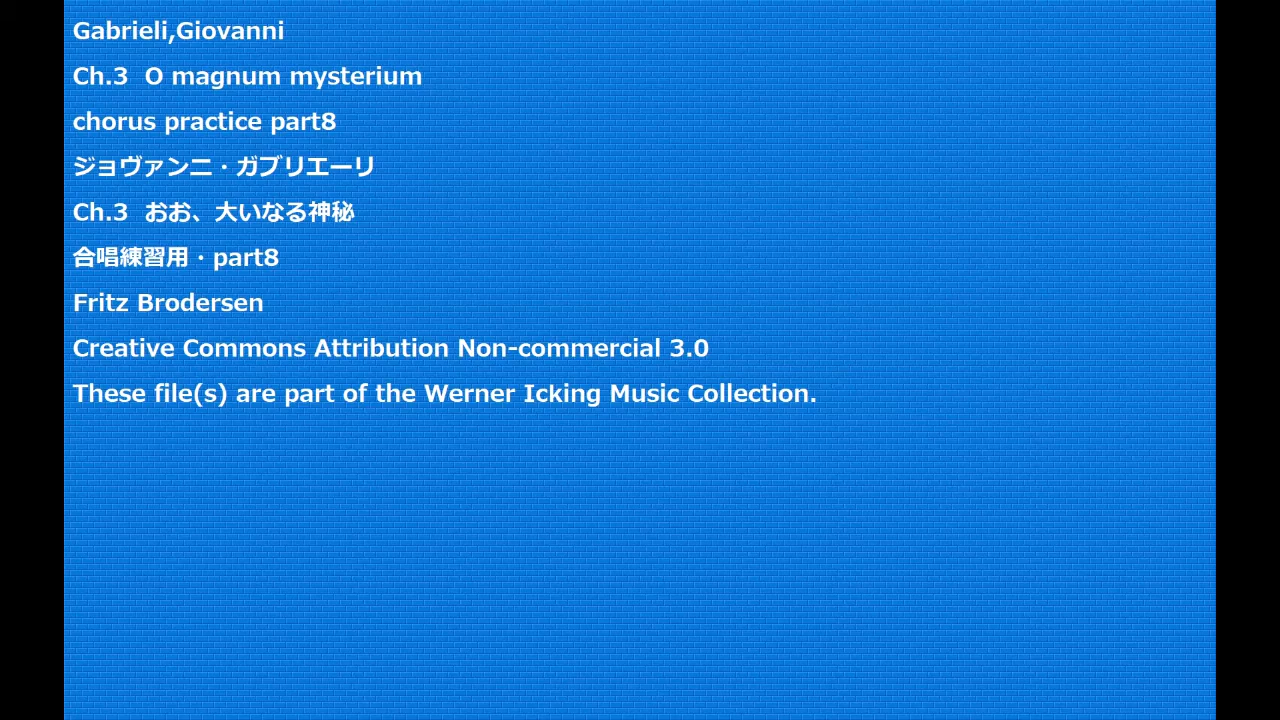 Gabrieli,Giovanni
Ch.3  O magnum mysterium
chorus practice part8
ジョヴァンニ・ガブリエーリ
Ch.3  おお、大いなる神秘
合唱練習用・part8
Fritz Brodersen
Creative Commons Attribution Non-commercial 3.0
These file(s) are part of the Werner Icking Music Collection.